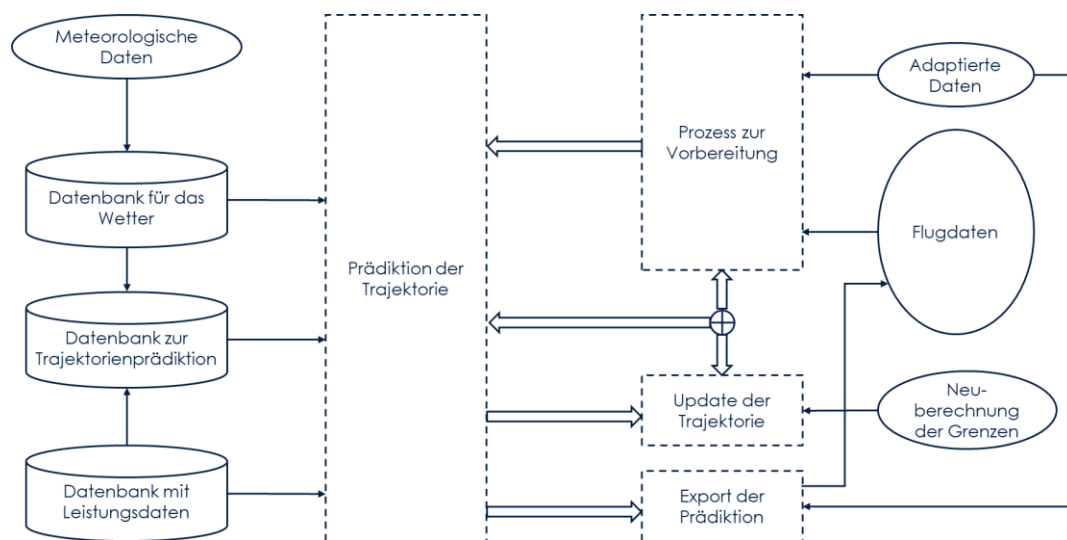 Meteorologische
Daten
Datenbank für das
Wetter
Datenbank zur
Trajektorienprädiktion
Datenbank mit
Leistungsdaten
Prädiktion der
Trajektorie
Prozess zur
Vorbereitung
Update der
Trajektorie
Export der
Prädiktion
Adaptierte
Daten
Flugdaten
Neu-
berechnung
der Grenzen